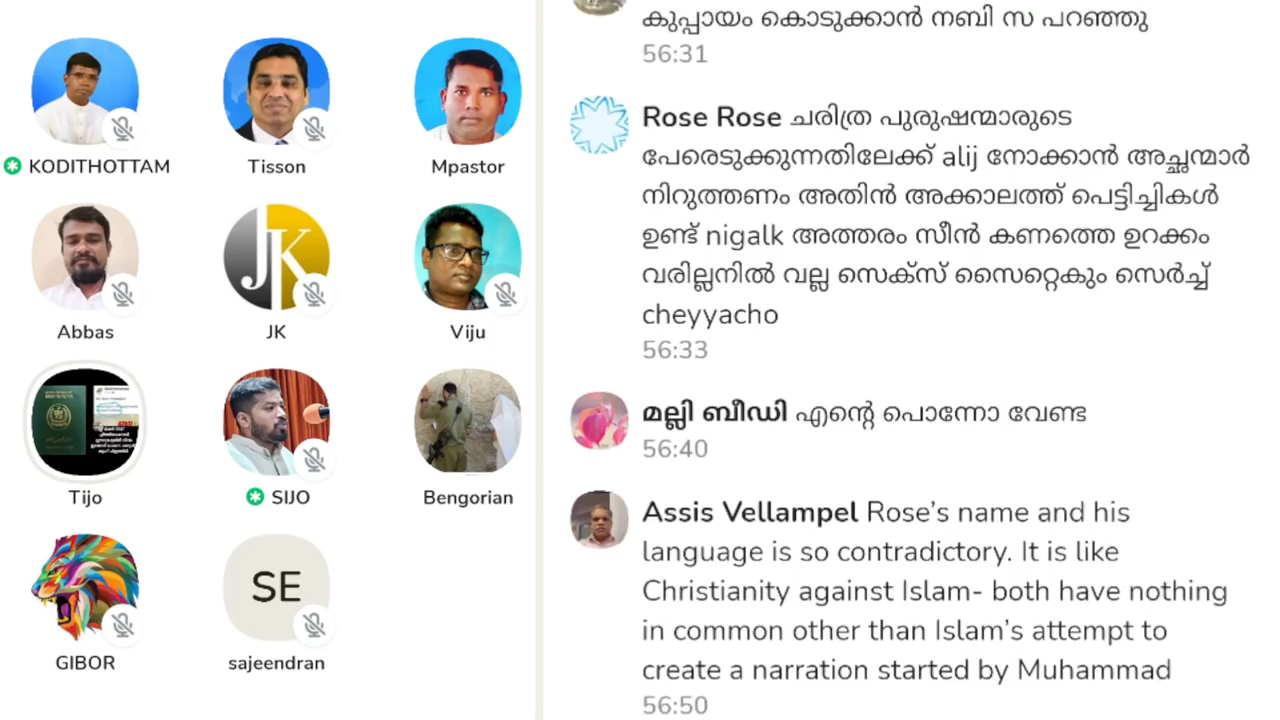 KODITHOTTAM
Tisson
Mpastor
Abbas
JK
JK
Viju
Tijo
SIJO
Bengorian
GIBOR
SE
sajeendran
കുപ്പായം കൊടുക്കാൻ നബി സ പറഞ്ഞു
56:31
Rose Rose ചരിത്ര പുരുഷന്മാരുടെ
പേരെടുക്കുന്നതിലേക്ക് alij നോക്കാൻ അച്ഛന്മാർ
നിറുത്തണം അതിൻ അക്കാലത്ത് പെട്ടിച്ചികൾ
ഉണ്ട് nigalk അത്തരം സീൻ കണത്തെ ഉറക്കം
വരില്ലനിൽ വല്ല സെക്സ് സൈറ്റെകും സെർച്ച്
cheyyacho
56:33
മല്ലി ബീഡി എന്റെ പൊന്നോ വേണ്ട
56:40
Assis Vellampel Rose's name and his
language is so contradictory. It is like
Christianity against Islam- both have nothing
in common other than Islam's attempt to
create a narration started by Muhammad
56:50